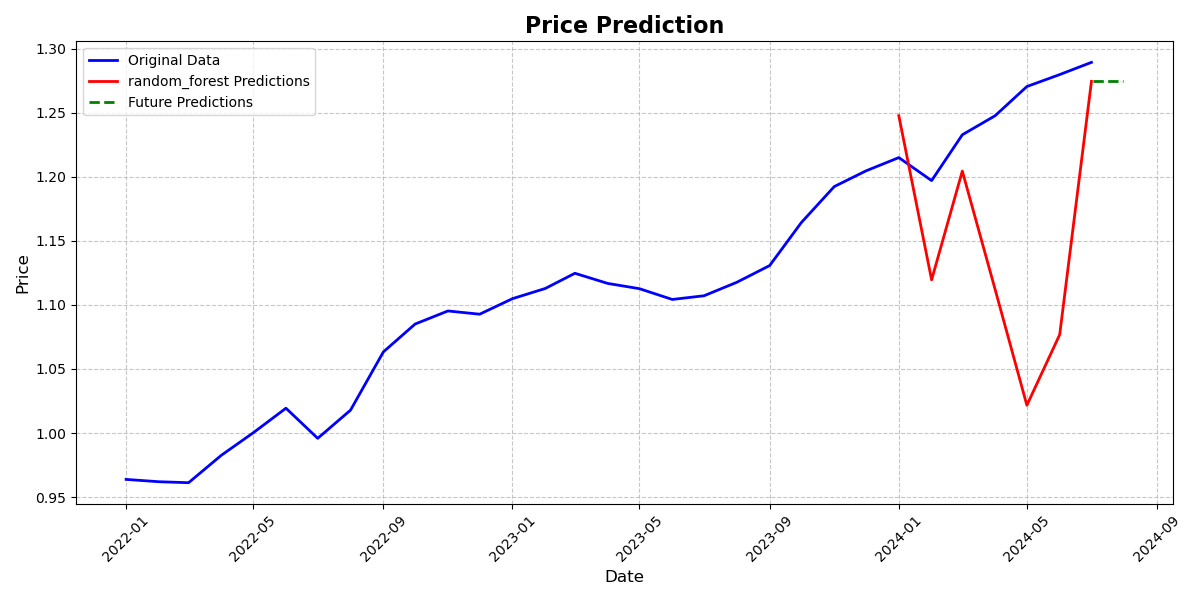 Price Prediction
Original Data
random_forest Predictions
Future Predictions
Price
1.30
1.25
1.20
1.15
1.10
1.05
1.00
0.95
2022-01
2022-05
2022-09
2023-01
2023-05
2023-09
2024-01
2024-05
2024-09
Date